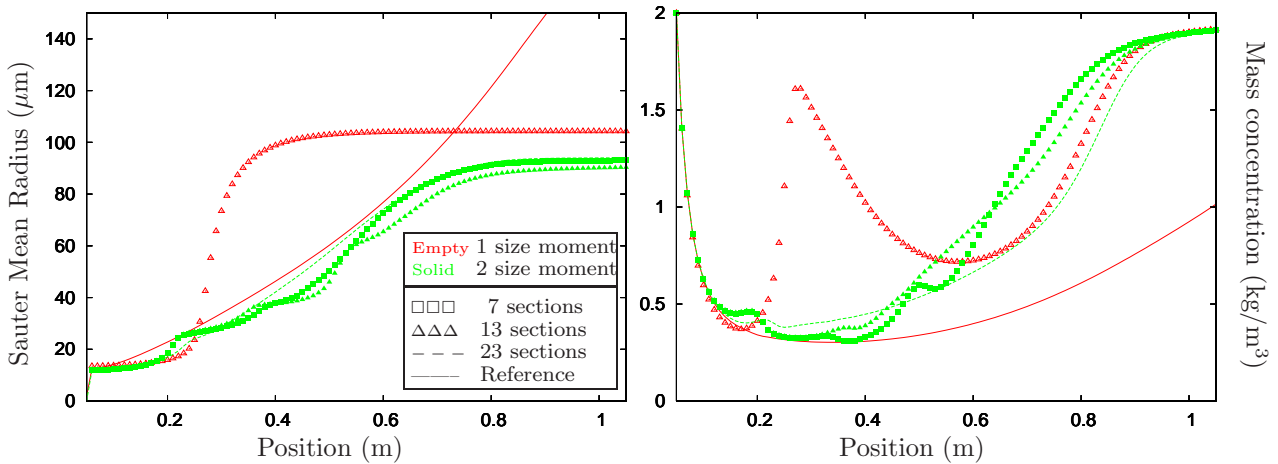 140
120
100
80
60
40
20
0
0.2 0.4 0.6 0.8 1
Sauter Mean Radius (μm)
Position (m)
Empty 1 size moment
Solid 2 size moment
□□□ 7 sections
△△△ 13 sections
– – – 23 sections
——– Reference
2
1.5
1
0.5
0
0.2 0.4 0.6 0.8 1
Position (m)
Mass concentration (kg/m³)